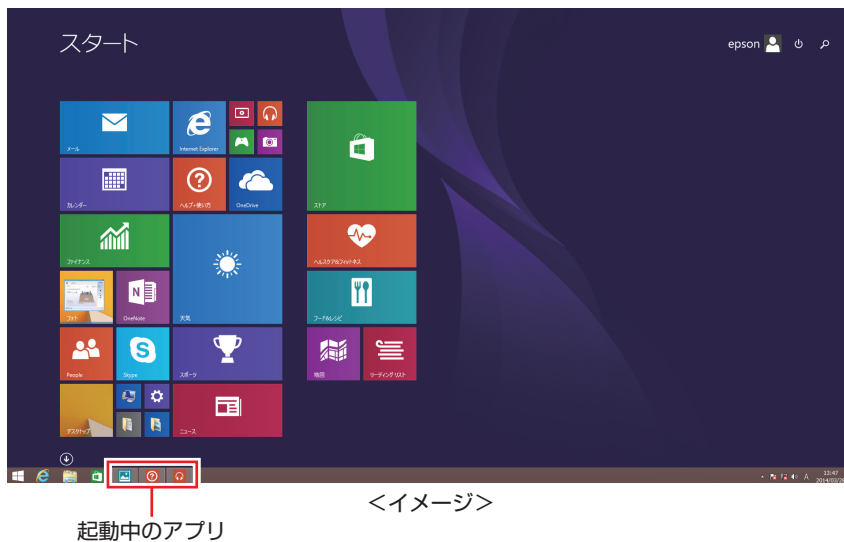 スタート
epson
メール
Internet Explorer
カレンダー
ヘルプ+使い方
OneDrive
ストア
ファイナンス
天気
ヘルスケア&フィットネス
フォト
OneNote
フード&レシピ
People
Skype
スポーツ
地図
リーディング リスト
デスクトップ
ニュース
A
13:47
2014/03/26
<イメージ>
起動中のアプリ